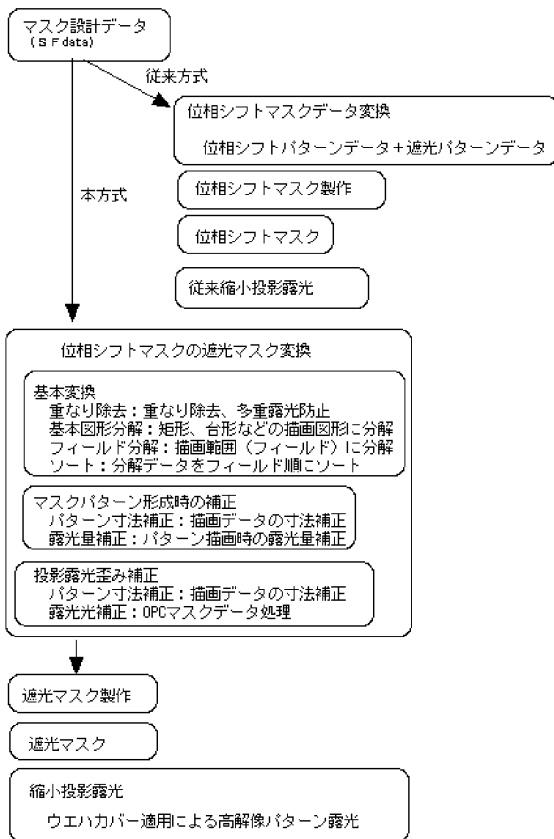 マスク設計データ
(SFdata)
従来方式
位相シフトマスクデータ変換
位相シフトパターンデータ+遮光パターンデータ
本方式
位相シフトマスク製作
位相シフトマスク
従来縮小投影露光
位相シフトマスクの遮光マスク変換
基本変換
重なり除去:重なり除去、多重露光防止
基本図形分解:矩形、台形などの描画図形に分解
フィールド分解:描画範囲(フィールド)に分解
ソート:分解データをフィールド順にソート
マスクパターン形成時の補正
パターン寸法補正:描画データの寸法補正
露光量補正:パターン描画時の露光量補正
投影露光歪み補正
パターン寸法補正:描画データの寸法補正
露光光補正:OPCマスクデータ処理
遮光マスク製作
遮光マスク
縮小投影露光
ウエハカバー適用による高解像パターン露光